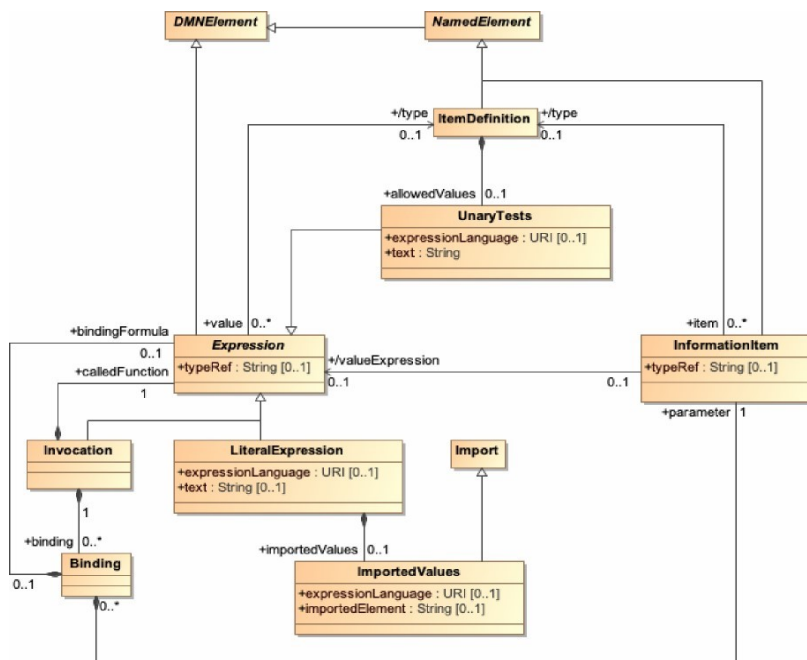 DMNElement
NamedElement
+/type
0..1
ItemDefinition
+/type
0..1
+allowedValues
0..1
UnaryTests
+expressionLanguage : URI [0..1]
+text : String
+bindingFormula
0..1
+value
0..*
+item
0..*
Expression
+typeRef : String [0..1]
+/valueExpression
0..1
0..1
InformationItem
+typeRef : String [0..1]
+calledFunction
1
+parameter
1
Invocation
LiteralExpression
+expressionLanguage : URI [0..1]
+text : String [0..1]
Import
1
+binding
0..*
+importedValues
0..1
Binding
0..1
0..*
ImportedValues
+expressionLanguage : URI [0..1]
+importedElement : String [0..1]